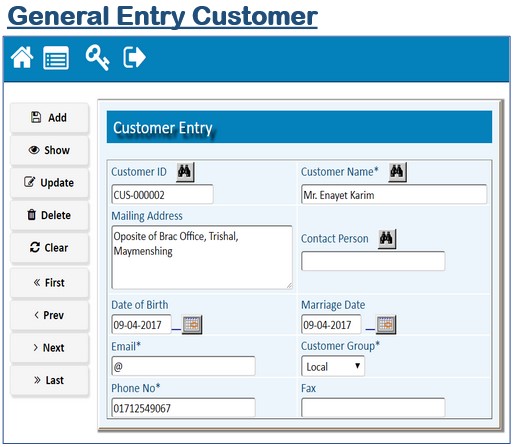 General Entry Customer
Add
Show
Update
Delete
Clear
« First
‹ Prev
› Next
» Last
Customer Entry
Customer ID
Customer Name*
CUS-000002
Mr. Enayet Karim
Mailing Address
Oposite of Brac Office, Trishal,
Maymenshing
Contact Person
Date of Birth
Marriage Date
09-04-2017
09-04-2017
Email*
Customer Group*
@
Local
Phone No*
Fax
01712549067